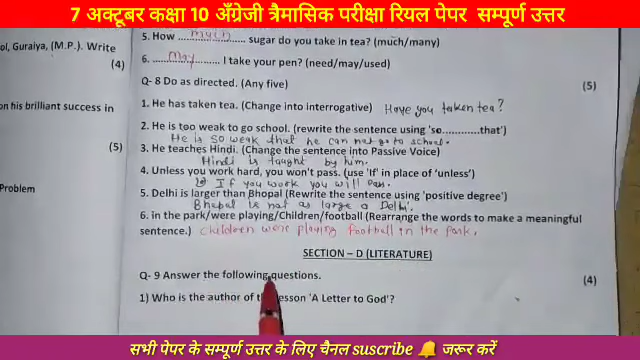 7 अक्टूबर कक्षा 10 अँग्रेजी त्रैमासिक परीक्षा रियल पेपर सम्पूर्ण उत्तर
ol, Guraiya, (M.P.). Write
(4)
on his brilliant success in
(5)
Problem
5. How ....much.... sugar do you take in tea? (much/many)
6. ....May.... I take your pen? (need/may/used)
Q- 8 Do as directed. (Any five) (5)
1. He has taken tea. (Change into interrogative) Have you taken tea?
2. He is too weak to go school. (rewrite the sentence using 'so............that')
He is so weak that he can not go to school.
3. He teaches Hindi. (Change the sentence into Passive Voice)
Hindi is taught by him.
4. Unless you work hard, you won't pass. (use 'If' in place of 'unless')
If you work you will pass.
5. Delhi is larger than Bhopal (Rewrite the sentence using 'positive degree')
Bhopal is not as large a Delhi.
6. in the park/were playing/Children/football (Rearrange the words to make a meaningful
sentence.) Children were playing football in the park.
SECTION – D (LITERATURE)
Q- 9 Answer the following questions. (4)
1) Who is the author of lesson 'A Letter to God'?
सभी पेपर के सम्पूर्ण उत्तर के लिए चैनल suscribe 🔔 जरूर करें